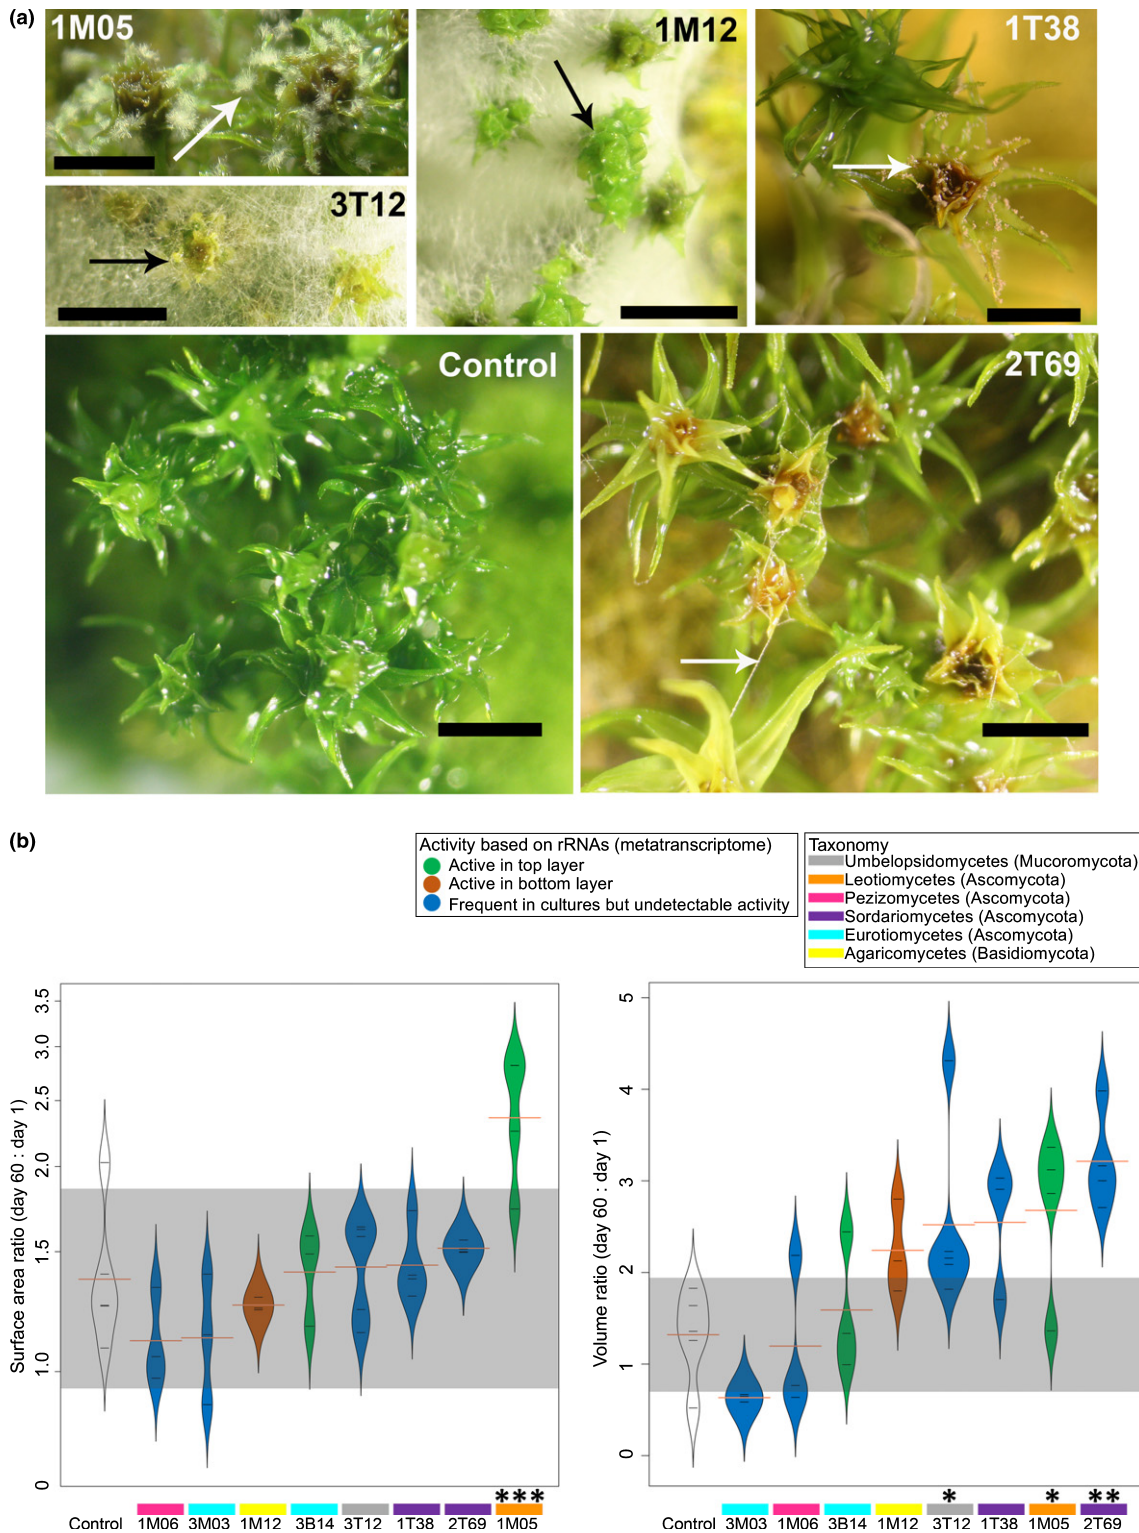 (a)
1M05
1M12
1T38
3T12
Control
2T69
(b)
Activity based on rRNAs (metatranscriptome)
Active in top layer
Active in bottom layer
Frequent in cultures but undetectable activity
Taxonomy
Umbelopsidomycetes (Mucoromycota)
Leotiomycetes (Ascomycota)
Pezizomycetes (Ascomycota)
Sordariomycetes (Ascomycota)
Eurotiomycetes (Ascomycota)
Agaricomycetes (Basidiomycota)
Surface area ratio (day 60 : day 1)
3.5
3.0
2.5
2.0
1.5
1.0
0
***
Control 1M06 3M03 1M12 3B14 3T12 1T38 2T69 1M05
Volume ratio (day 60 : day 1)
5
4
3
2
1
0
* * **
Control 3M03 1M06 3B14 1M12 3T12 1T38 1M05 2T69